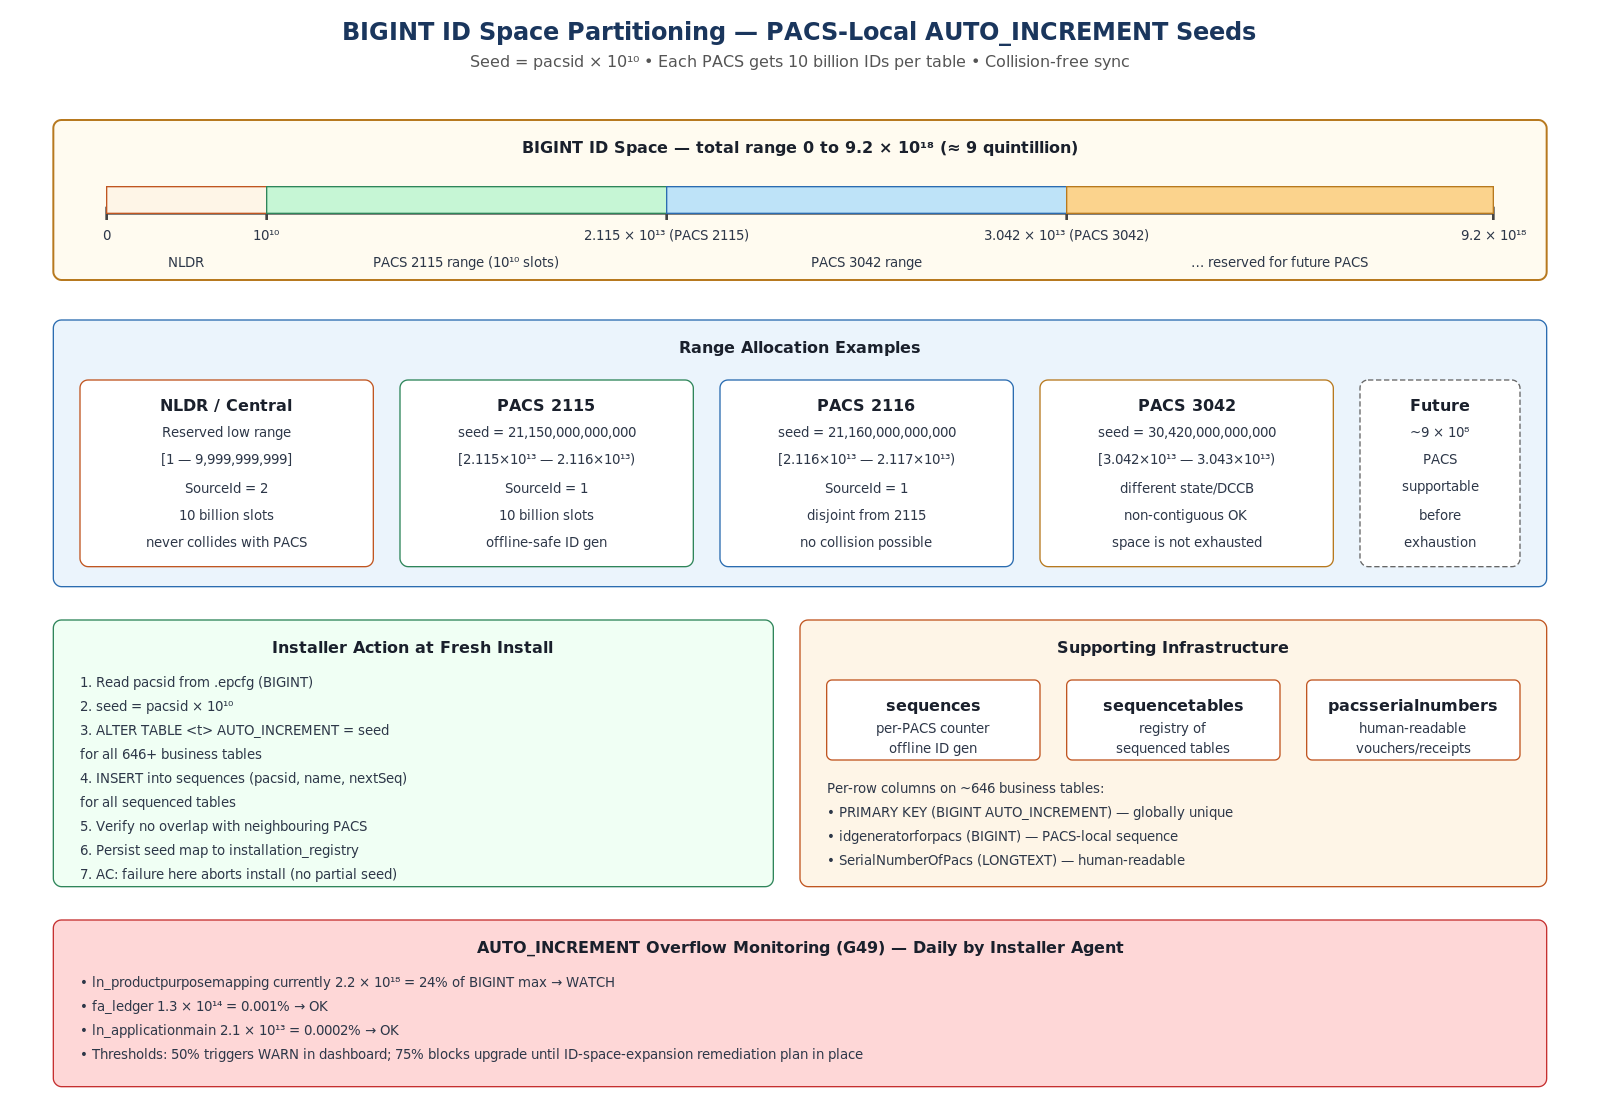 BIGINT ID Space Partitioning — PACS-Local AUTO_INCREMENT Seeds
Seed = pacsid × 10¹⁰ • Each PACS gets 10 billion IDs per table • Collision-free sync
BIGINT ID Space — total range 0 to 9.2 × 10¹⁸ (≈ 9 quintillion)
0
10¹⁰
2.115 × 10¹³ (PACS 2115)
3.042 × 10¹³ (PACS 3042)
9.2 × 10¹⁸
NLDR
PACS 2115 range (10¹⁰ slots)
PACS 3042 range
… reserved for future PACS
Range Allocation Examples
NLDR / Central
Reserved low range
[1 — 9,999,999,999]
SourceId = 2
10 billion slots
never collides with PACS
PACS 2115
seed = 21,150,000,000,000
[2.115×10¹³ — 2.116×10¹³)
SourceId = 1
10 billion slots
offline-safe ID gen
PACS 2116
seed = 21,160,000,000,000
[2.116×10¹³ — 2.117×10¹³)
SourceId = 1
disjoint from 2115
no collision possible
PACS 3042
seed = 30,420,000,000,000
[3.042×10¹³ — 3.043×10¹³)
different state/DCCB
non-contiguous OK
space is not exhausted
Future
~9 × 10⁸
PACS
supportable
before
exhaustion
Installer Action at Fresh Install
1. Read pacsid from .epcfg (BIGINT)
2. seed = pacsid × 10¹⁰
3. ALTER TABLE <t> AUTO_INCREMENT = seed
for all 646+ business tables
4. INSERT into sequences (pacsid, name, nextSeq)
for all sequenced tables
5. Verify no overlap with neighbouring PACS
6. Persist seed map to installation_registry
7. AC: failure here aborts install (no partial seed)
Supporting Infrastructure
sequences
per-PACS counter
offline ID gen
sequencetables
registry of
sequenced tables
pacsserialnumbers
human-readable
vouchers/receipts
Per-row columns on ~646 business tables:
• PRIMARY KEY (BIGINT AUTO_INCREMENT) — globally unique
• idgeneratorforpacs (BIGINT) — PACS-local sequence
• SerialNumberOfPacs (LONGTEXT) — human-readable
AUTO_INCREMENT Overflow Monitoring (G49) — Daily by Installer Agent
• ln_productpurposemapping currently 2.2 × 10¹⁸ = 24% of BIGINT max → WATCH
• fa_ledger 1.3 × 10¹⁴ = 0.001% → OK
• ln_applicationmain 2.1 × 10¹³ = 0.0002% → OK
• Thresholds: 50% triggers WARN in dashboard; 75% blocks upgrade until ID-space-expansion remediation plan in place